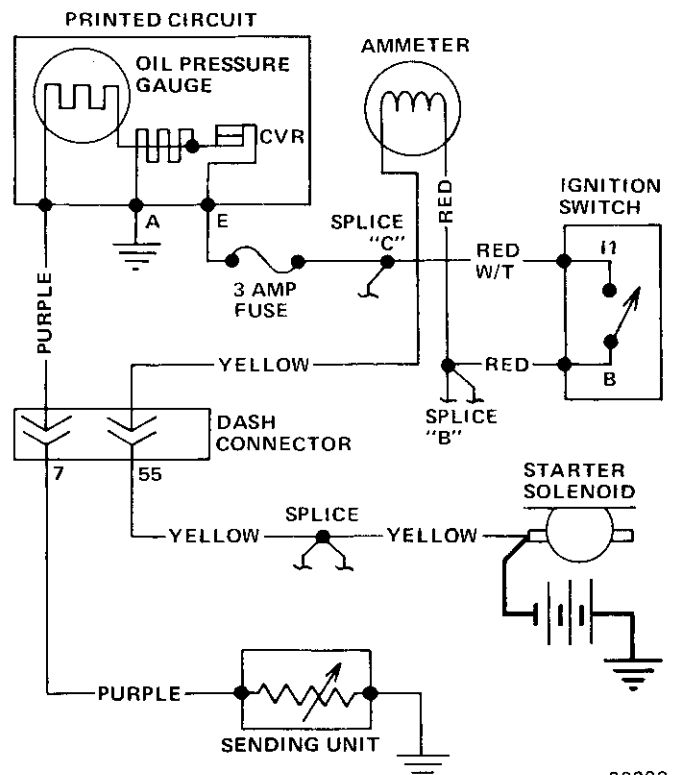 PRINTED CIRCUIT
OIL PRESSURE
GAUGE
CVR
A
E
AMMETER
RED
IGNITION
SWITCH
I1
B
SPLICE
"C"
RED
W/T
3 AMP
FUSE
PURPLE
YELLOW
RED
SPLICE
"B"
DASH
CONNECTOR
7
55
STARTER
SOLENOID
YELLOW
SPLICE
YELLOW
PURPLE
SENDING UNIT